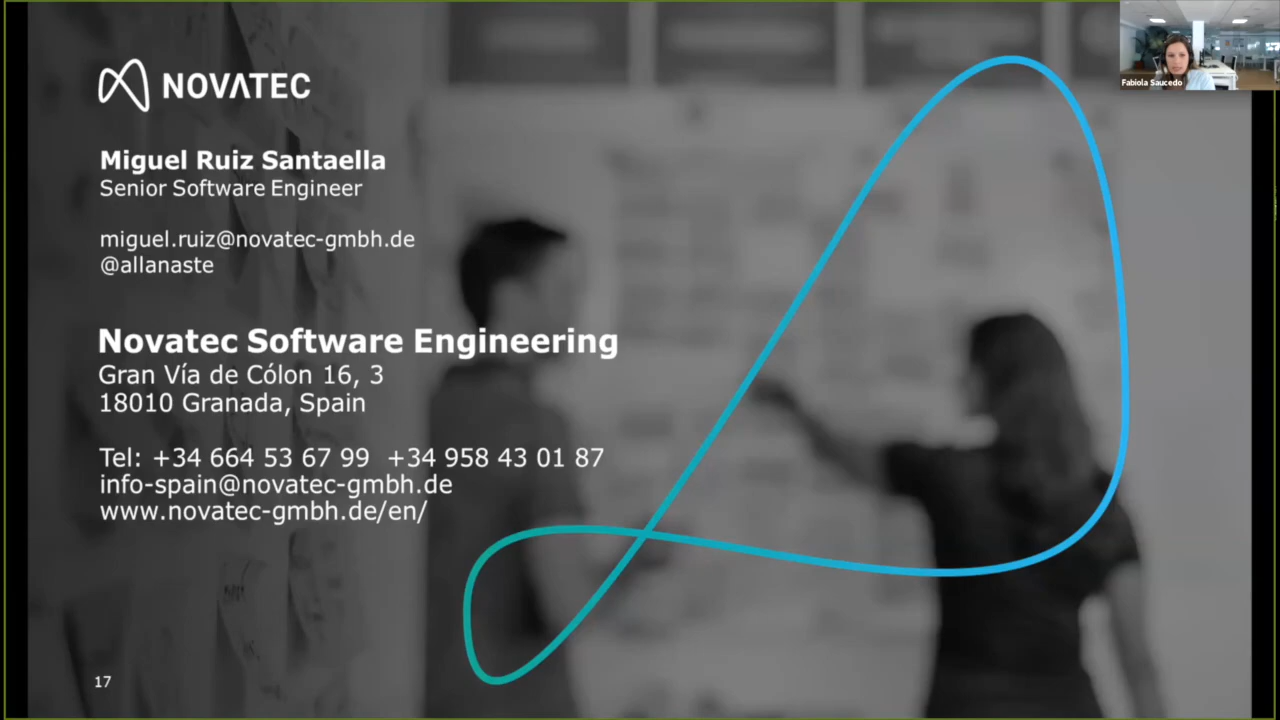 NOVATEC
Fabiola Saucedo
Miguel Ruiz Santaella
Senior Software Engineer
miguel.ruiz@novatec-gmbh.de
@allanaste
Novatec Software Engineering
Gran Vía de Cólon 16, 3
18010 Granada, Spain
Tel: +34 664 53 67 99  +34 958 43 01 87
info-spain@novatec-gmbh.de
www.novatec-gmbh.de/en/
17